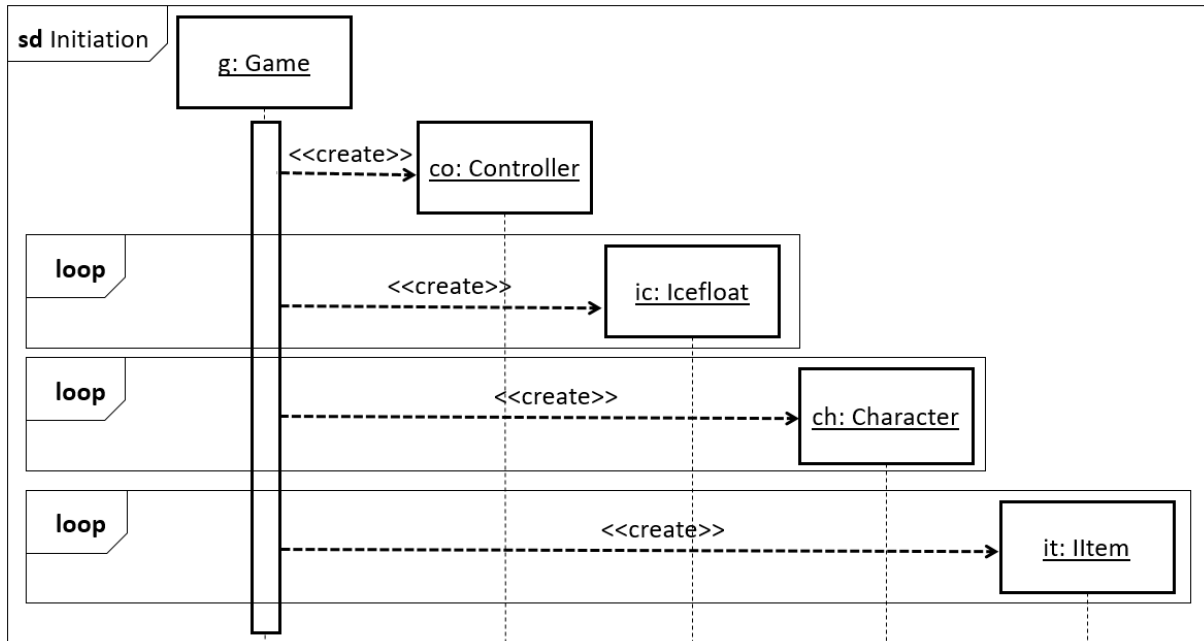 sd Initiation
g: Game
<<create>>
co: Controller
loop
<<create>>
ic: Icefloat
loop
<<create>>
ch: Character
loop
<<create>>
it: IItem